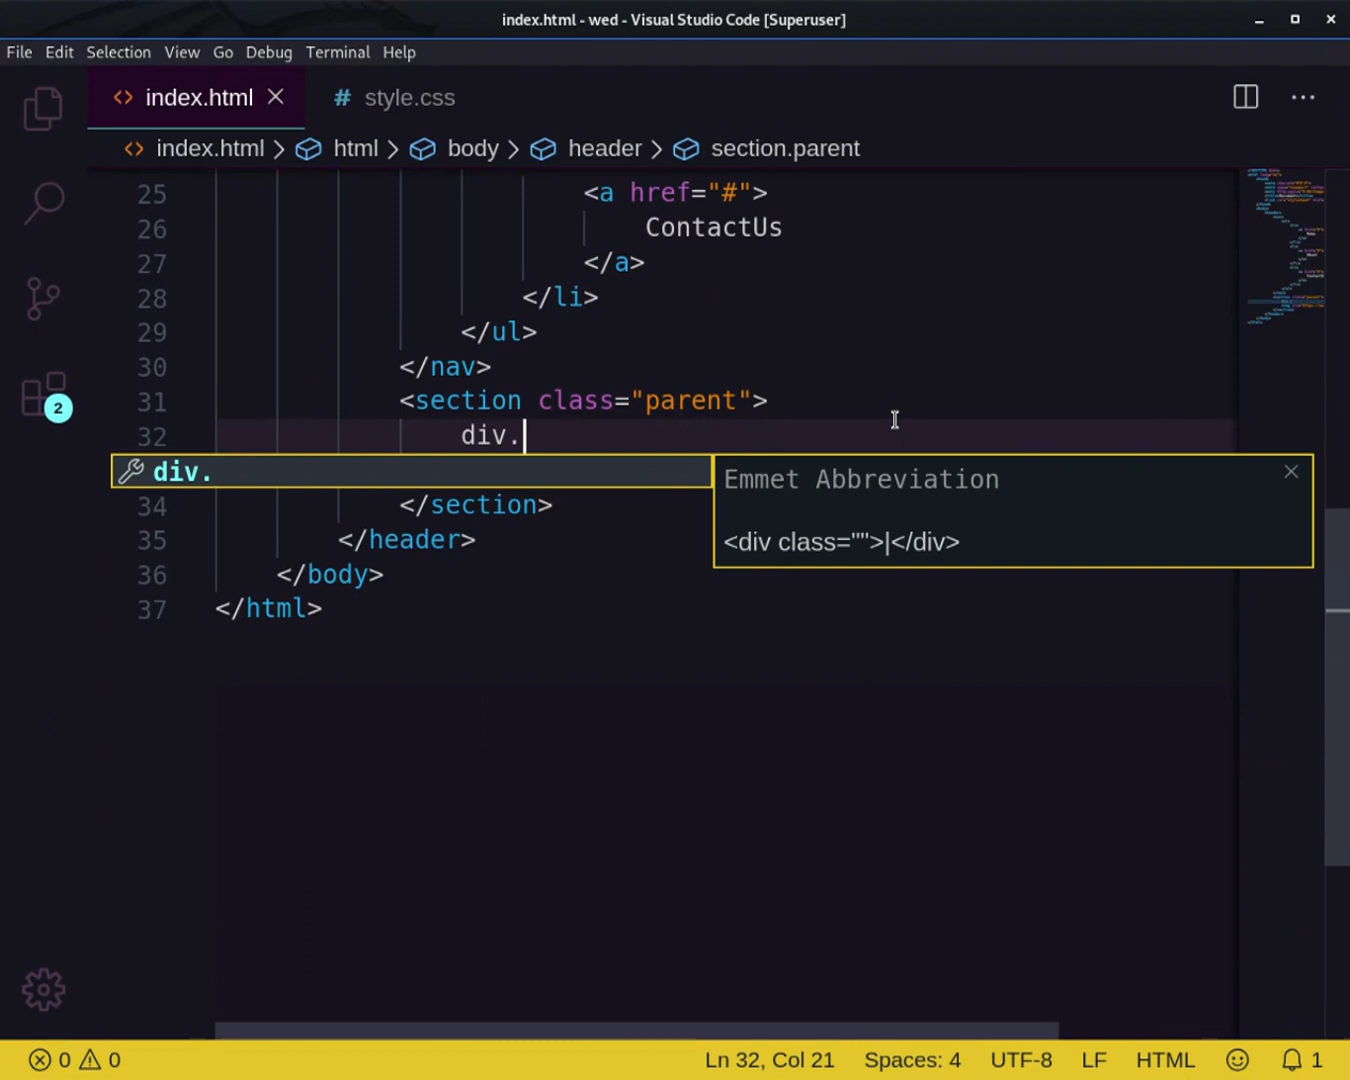 index.html - wed - Visual Studio Code [Superuser]
File Edit Selection View Go Debug Terminal Help
index.html style.css
index.html > html > body > header > section.parent
25 <a href="#">
26 ContactUs
27 </a>
28 </li>
29 </ul>
30 </nav>
31 <section class="parent">
32 div.
div.
Emmet Abbreviation
<div class="">|</div>
34 </section>
35 </header>
36 </body>
37 </html>
2
0 0 Ln 32, Col 21 Spaces: 4 UTF-8 LF HTML 1